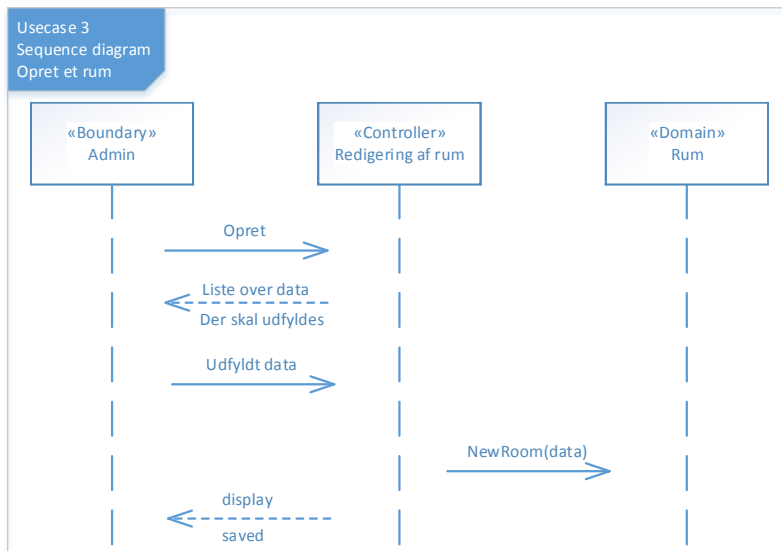 Usecase 3
Sequence diagram
Opret et rum
«Boundary»
Admin
«Controller»
Redigering af rum
«Domain»
Rum
Opret
Liste over data
Der skal udfyldes
Udfyldt data
NewRoom(data)
display
saved